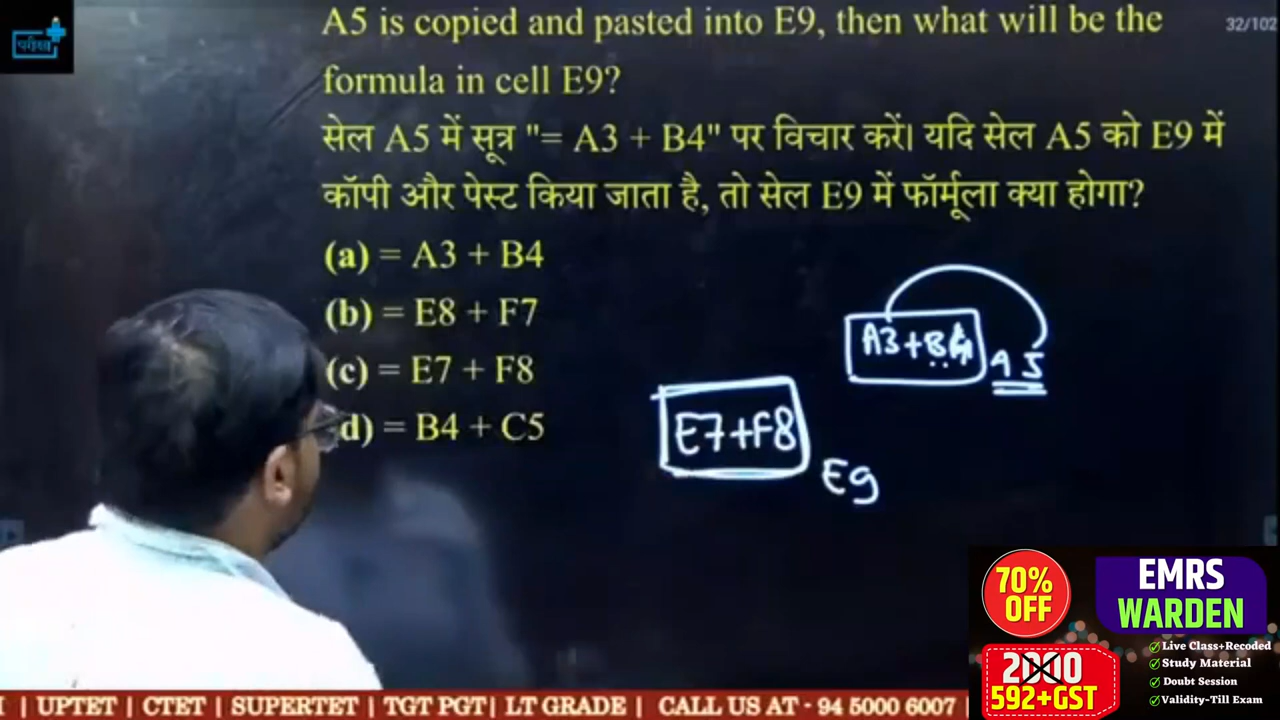 परीक्षा
32/102
A5 is copied and pasted into E9, then what will be the
formula in cell E9?
सेल A5 में सूत्र "= A3 + B4" पर विचार करें। यदि सेल A5 को E9 में
कॉपी और पेस्ट किया जाता है, तो सेल E9 में फॉर्मूला क्या होगा?
(a) = A3 + B4
(b) = E8 + F7
(c) = E7 + F8
d) = B4 + C5
A3+B4
A5
E7+F8
E9
70%
OFF
EMRS
WARDEN
2000
592+GST
Live Class+Recoded
Study Material
Doubt Session
Validity-Till Exam
| UPTET | CTET | SUPERTET | TGT PGT| LT GRADE | CALL US AT - 94 5000 6007 |